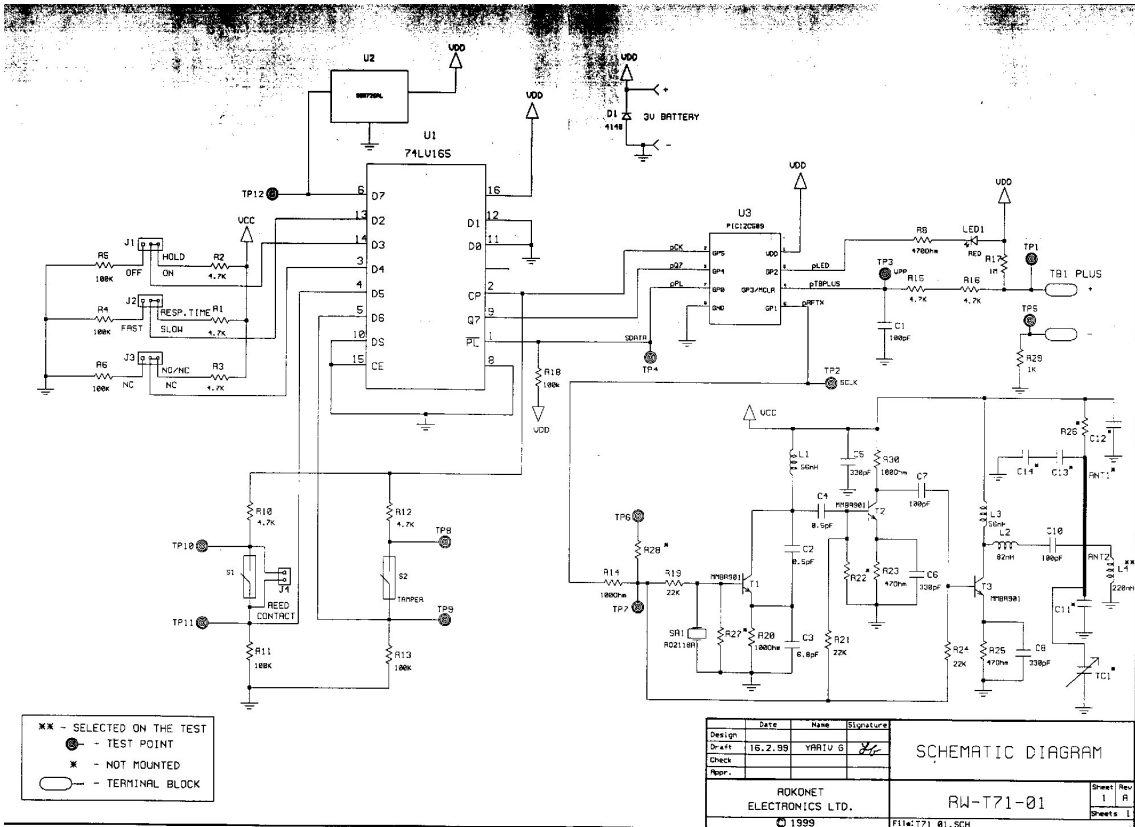 U2
VDD
VDD
VDD
+
D1
4148
3V BATTERY
-
U1
74LV165
TP12
6 D7
13 D2
14 D3
3 D4
4 D5
5 D6
10 DS
15 CE
16
D1 12
D0 11
CP 2
Q7 9
PL 1
8
VCC
J1
HOLD
OFF
ON
R5
100K
R2
4.7K
J2
RESP.TIME
FAST
SLOW
R4
100K
R1
4.7K
J3
NO/NC
NC
NC
R6
100K
R3
4.7K
R18
100k
VDD
VDD
U3
PIC12C509
pCK
pQ7
pPL
GP5
GP4
GP0
GND
VDD
GP2
GP3/MCLR
GP1
pLED
pTBPLUS
pRFTX
SDATA
TP4
R8
470Ohm
LED1
RED
VDD
R17
1M
TP1
TB1 PLUS
+
TP3
VPP
R15
4.7K
R16
4.7K
C1
100pF
TP5
-
R29
1K
TP2
SCLK
R10
4.7K
TP10
S1
J4
REED
CONTACT
TP11
R11
100K
R12
4.7K
TP8
S2
TAMPER
TP9
R13
100K
VCC
L1
56nH
C5
330pF
R30
100Ohm
C7
100pF
C4
0.5pF
MMBR901
T2
TP6
R28*
R14
100Ohm
TP7
R19
22K
MMBR901
T1
C2
0.5pF
SR1
RO2118A
R27*
R20
100Ohm
C3
6.8pF
R22*
R23
47Ohm
C6
330pF
R21
22K
R24
22K
L3
56nH
L2
82nH
C10
100pF
T3
MMBR901
R25
47Ohm
C8
330pF
R26*
C12*
C14*
C13*
ANT1*
ANT2
L4**
220nH
C11*
TC1*
** - SELECTED ON THE TEST
- TEST POINT
* - NOT MOUNTED
- TERMINAL BLOCK
Date Name Signature
Design
Draft 16.2.99 YARIV G
Check
Appr.
SCHEMATIC DIAGRAM
ROKONET
ELECTRONICS LTD.
© 1999
RW-T71-01
Sheet 1
Rev A
Sheets 1
File:T71_01.SCH